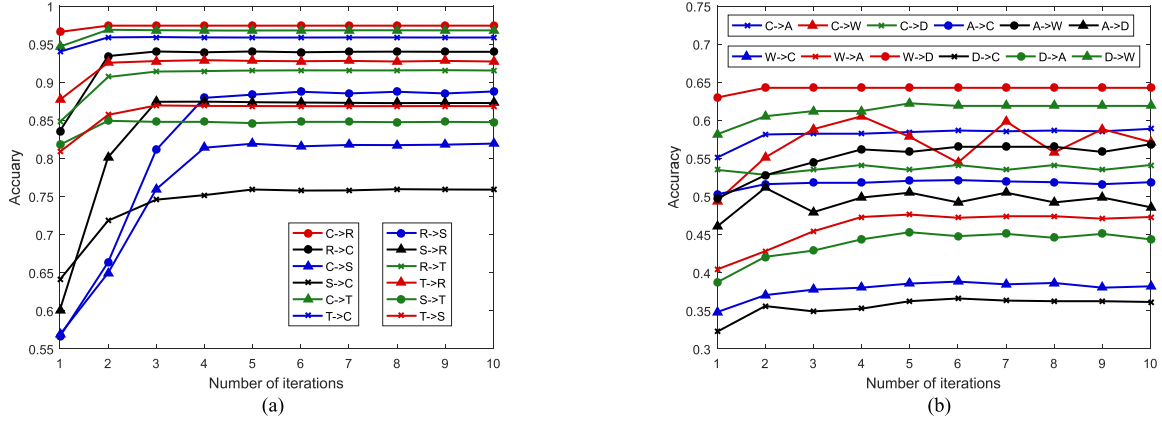 1
0.95
0.9
0.85
0.8
0.75
0.7
0.65
0.6
0.55
Accuary
1 2 3 4 5 6 7 8 9 10
Number of iterations
C->R
R->C
C->S
S->C
C->T
T->C
R->S
S->R
R->T
T->R
S->T
T->S
(a)
0.75
0.7
0.65
0.6
0.55
0.5
0.45
0.4
0.35
0.3
Accuracy
C->A C->W C->D A->C A->W A->D
W->C W->A W->D D->C D->A D->W
1 2 3 4 5 6 7 8 9 10
Number of iterations
(b)